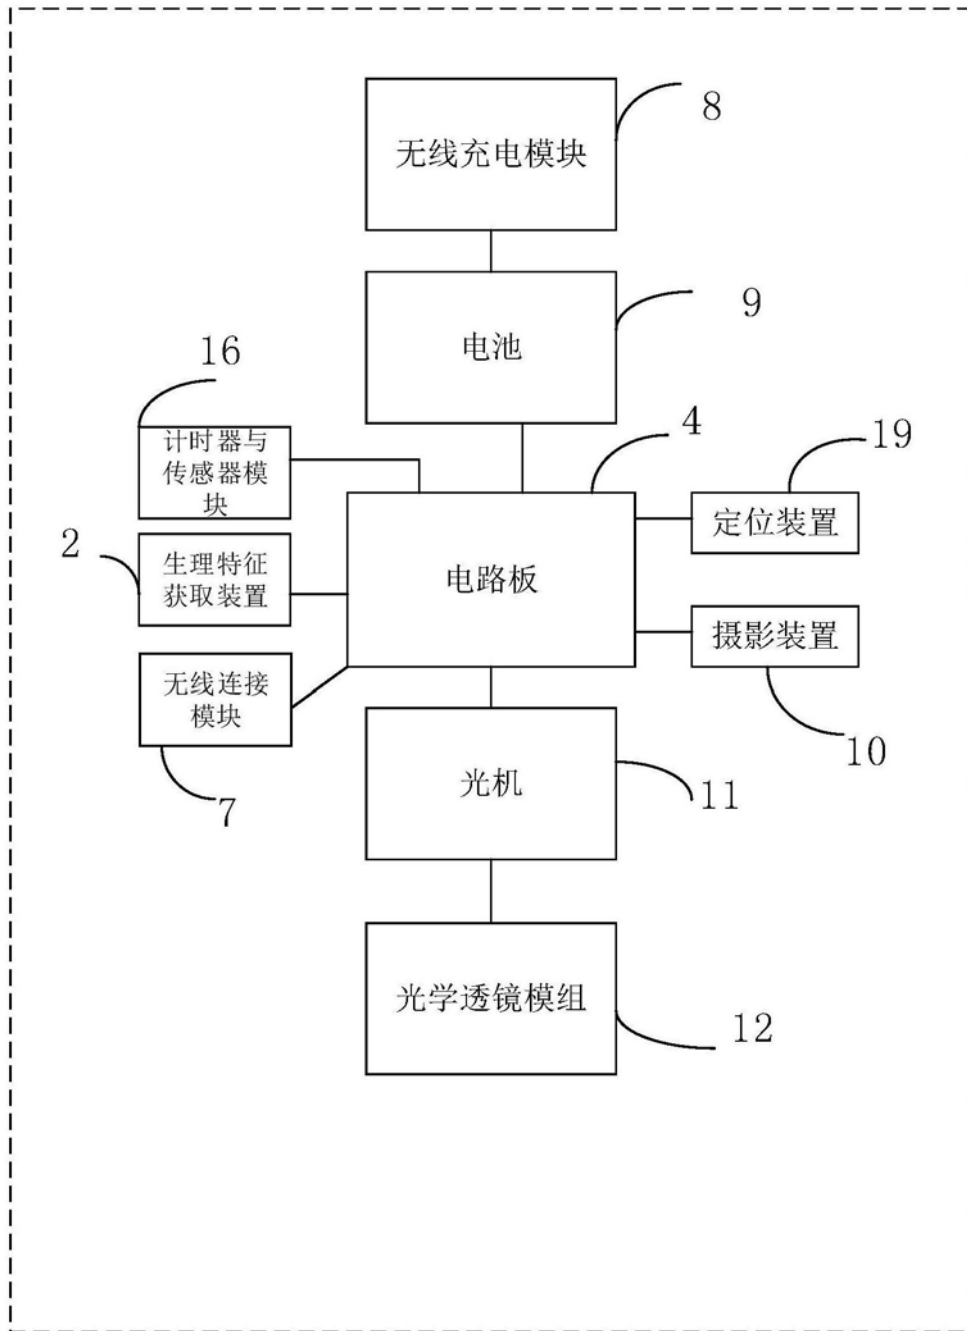 8
无线充电模块
9
电池
16
计时器与
传感器模
块
4
19
定位装置
2
生理特征
获取装置
电路板
摄影装置
无线连接
模块
10
7
光机
11
光学透镜模组
12